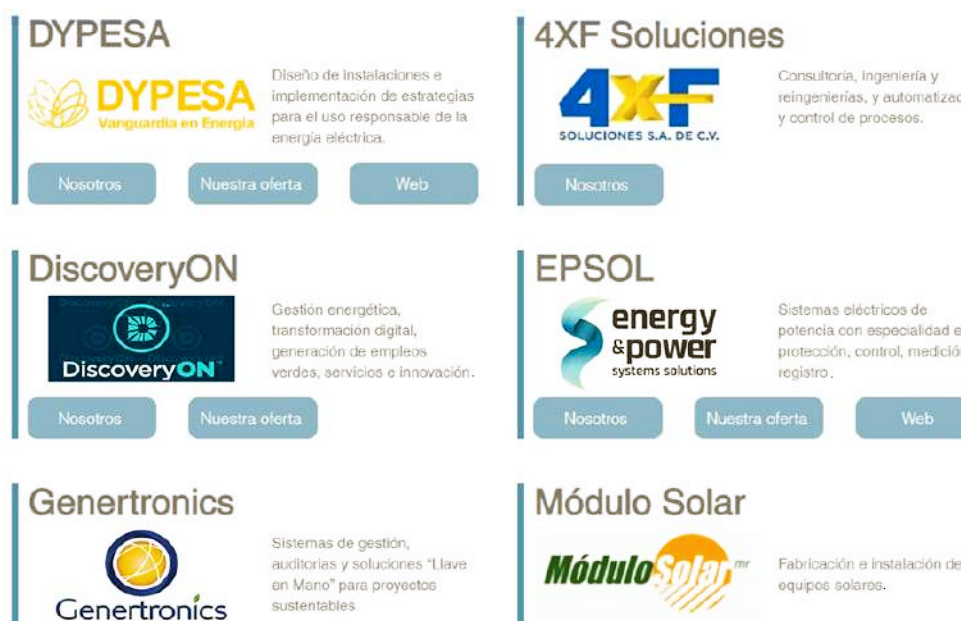 DYPESA
DYPESA
Vanguardia en Energía
Diseño de instalaciones e
implementación de estrategias
para el uso responsable de la
energía eléctrica.
Nosotros
Nuestra oferta
Web
4XF Soluciones
4XF
SOLUCIONES S.A. DE C.V.
Consultoría, ingeniería y
reingenierías, y automatizac
y control de procesos.
Nosotros
DiscoveryON
DiscoveryON
Gestión energética,
transformación digital,
generación de empleos
verdes, servicios e innovación.
Nosotros
Nuestra oferta
EPSOL
energy
&power
systems solutions
Sistemas eléctricos de
potencia con especialidad e
protección, control, medición
registro.
Nosotros
Nuestra oferta
Web
Genertronics
Genertronics
Sistemas de gestión,
auditorias y soluciones "Llave
en Mano" para proyectos
sustentables
Módulo Solar
Módulo Solar mr
Fabricación e instalación de
equipos solares.